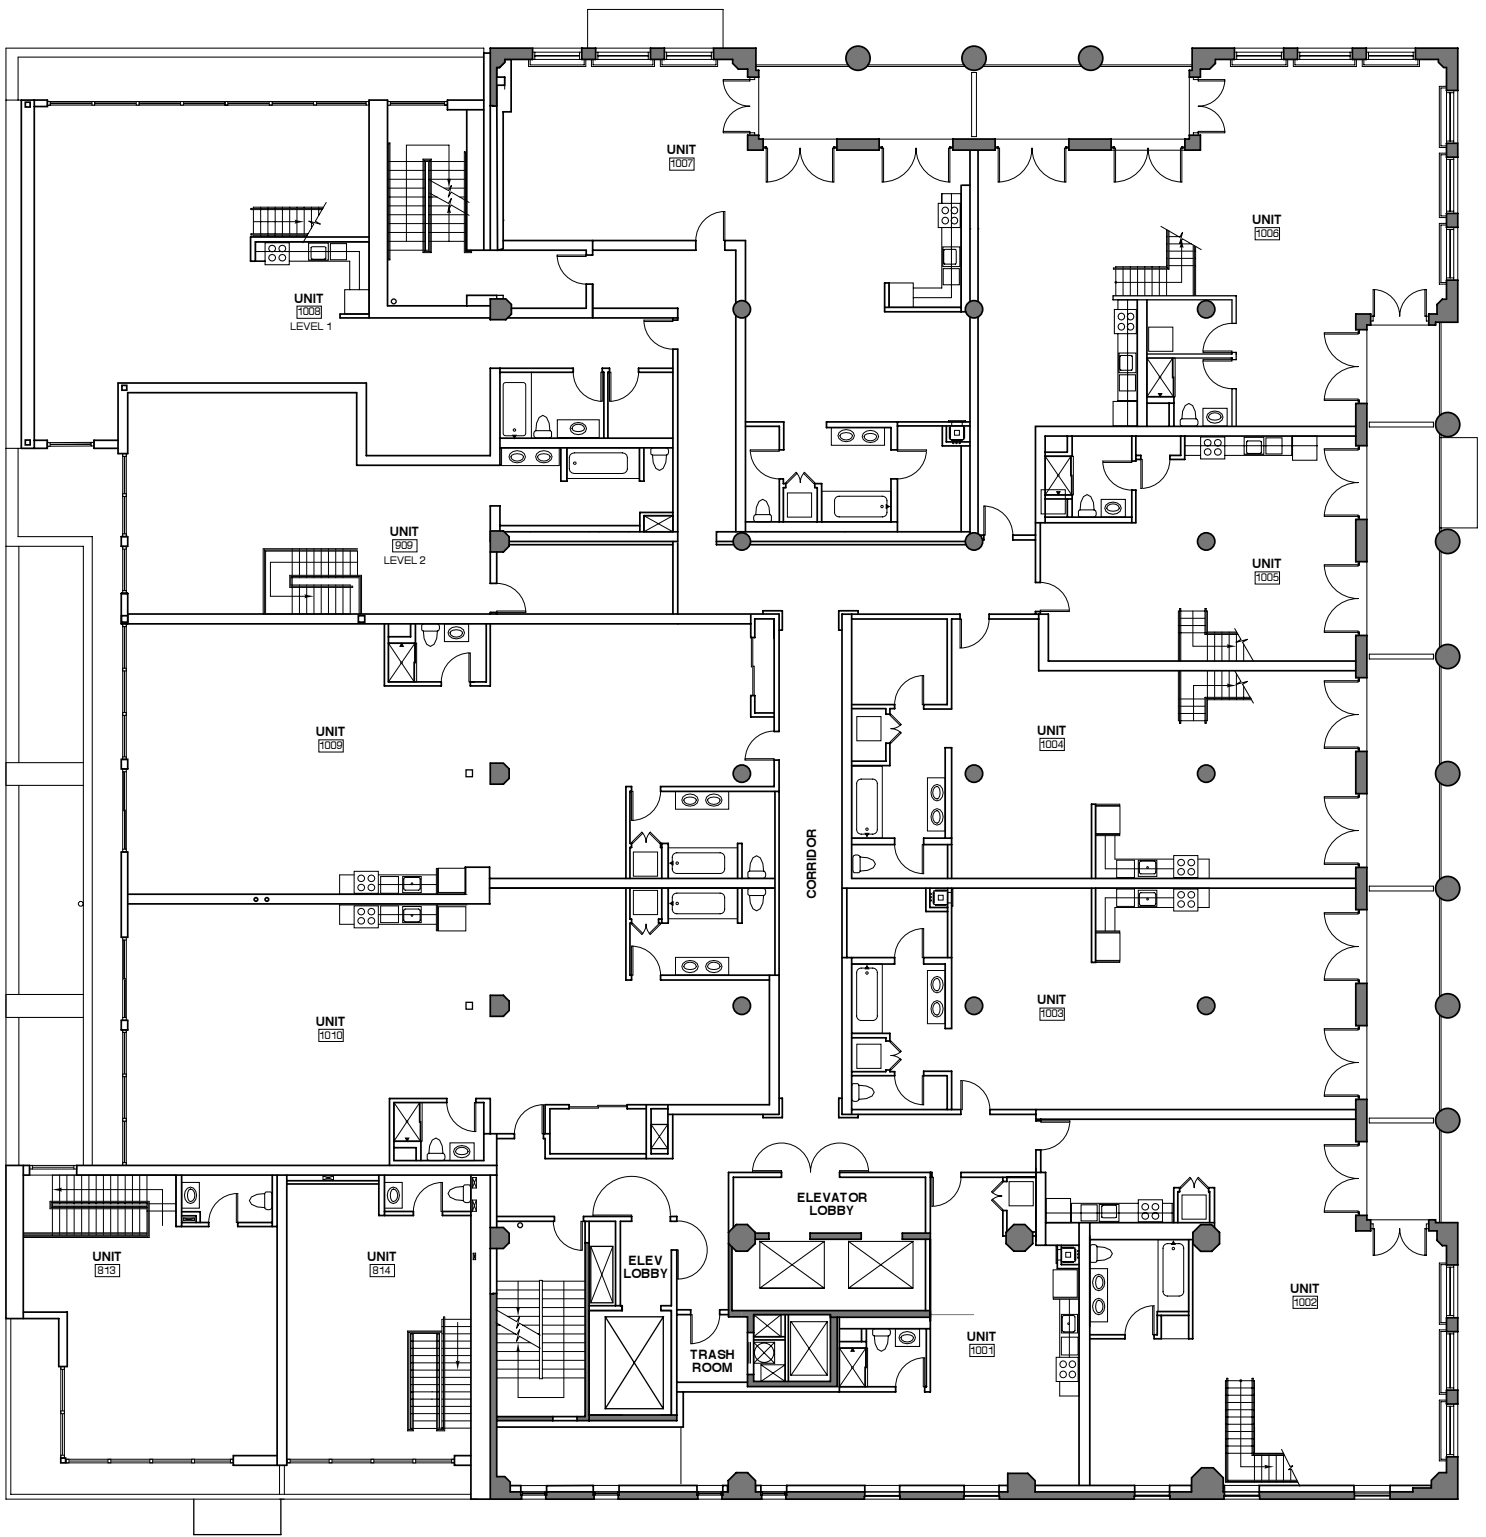 UNIT
1007
UNIT
1006
UNIT
1008
LEVEL 1
UNIT
909
LEVEL 2
UNIT
1005
UNIT
1009
UNIT
1004
CORRIDOR
UNIT
1010
UNIT
1003
ELEVATOR
LOBBY
UNIT
813
UNIT
814
ELEV
LOBBY
UNIT
1002
UNIT
1001
TRASH
ROOM